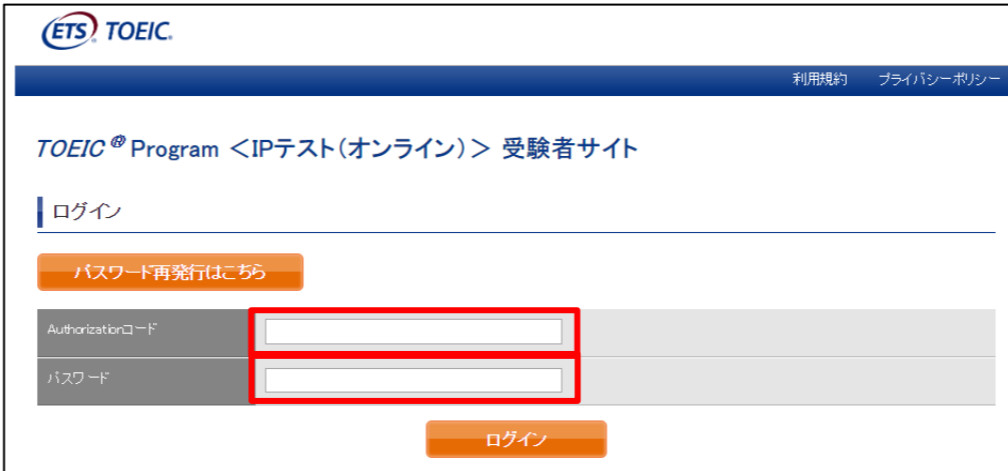 ETS® TOEIC®
利用規約 プライバシーポリシー
TOEIC® Program <IPテスト(オンライン)> 受験者サイト
ログイン
パスワード再発行はこちら
Authorizationコード
パスワード
ログイン